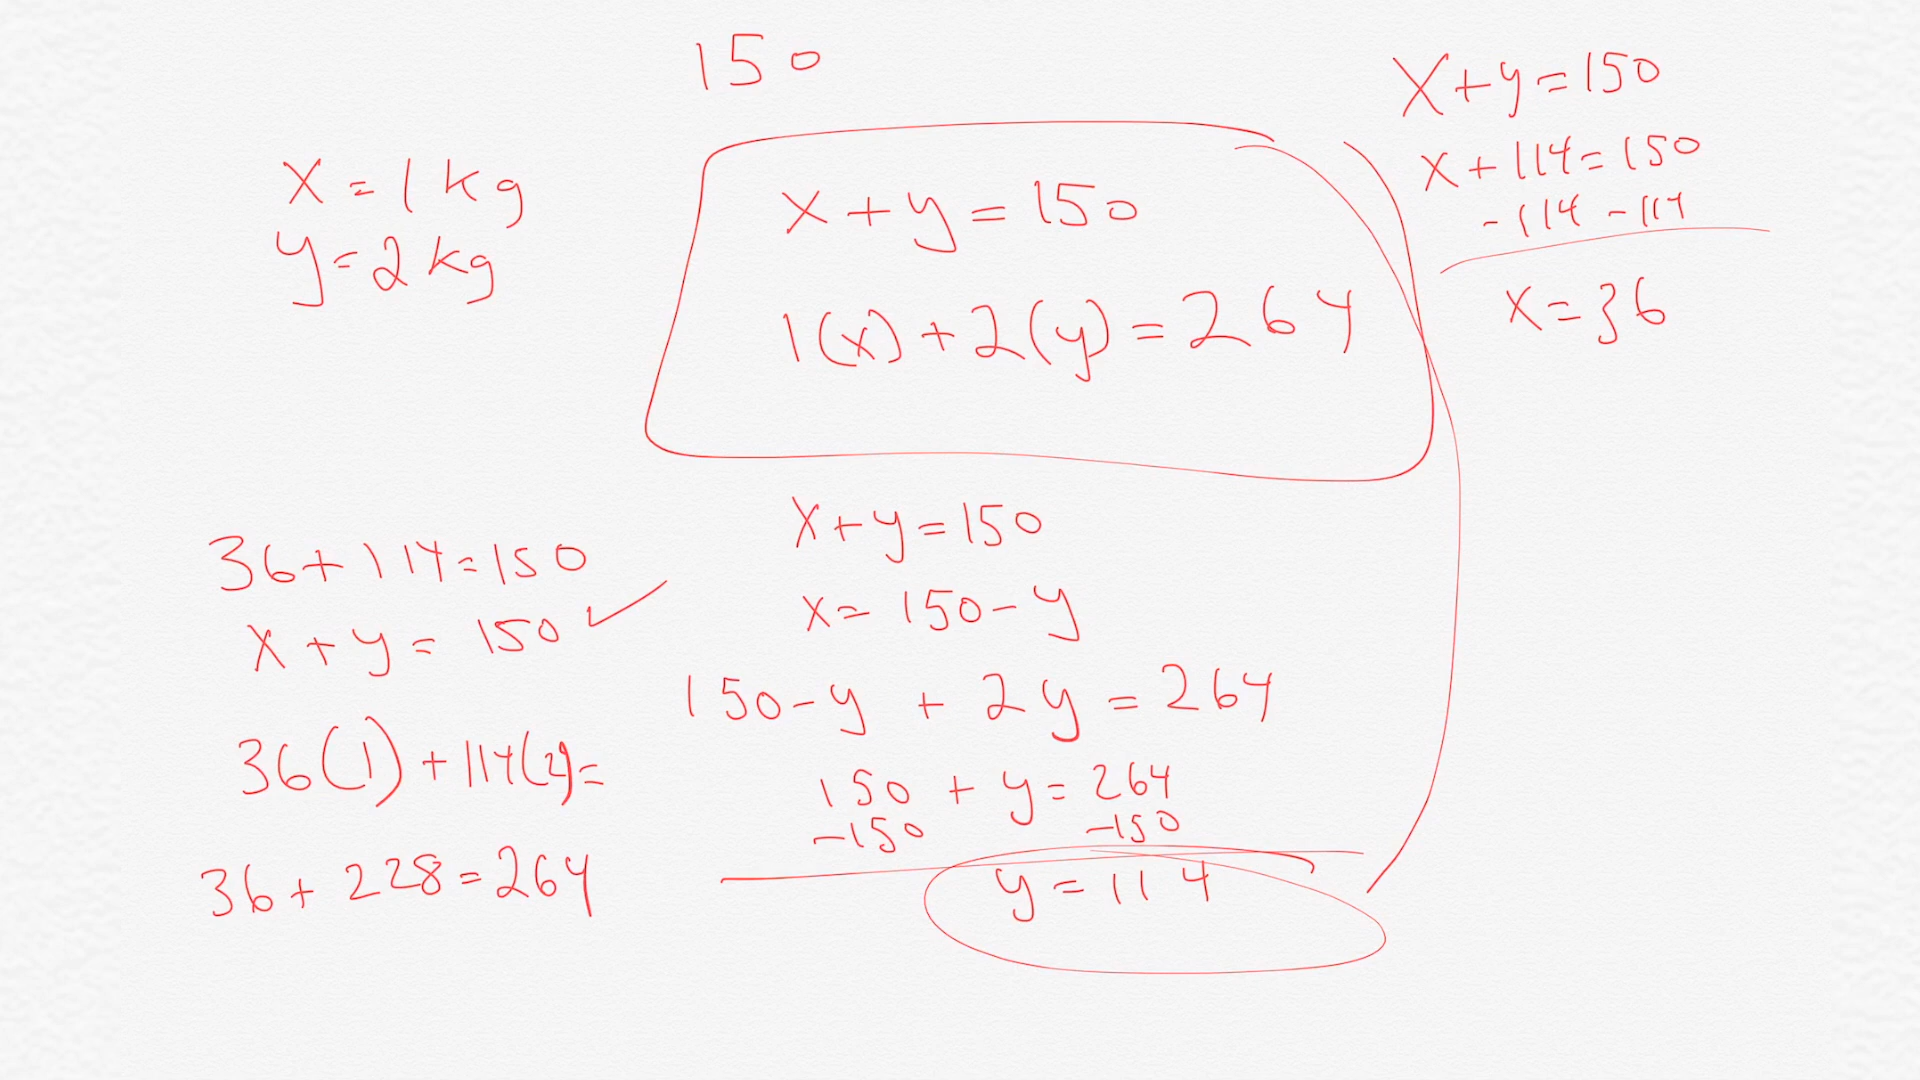 150
x = 1 kg
y = 2 kg
x + y = 150
1(x) + 2(y) = 264
x + y = 150
x = 150 - y
150 - y + 2y = 264
150 + y = 264
-150 -150
y = 114
x + y = 150
x + 114 = 150
-114 -114
x = 36
36 + 114 = 150
x + y = 150 ✓
36(1) + 114(2) =
36 + 228 = 264